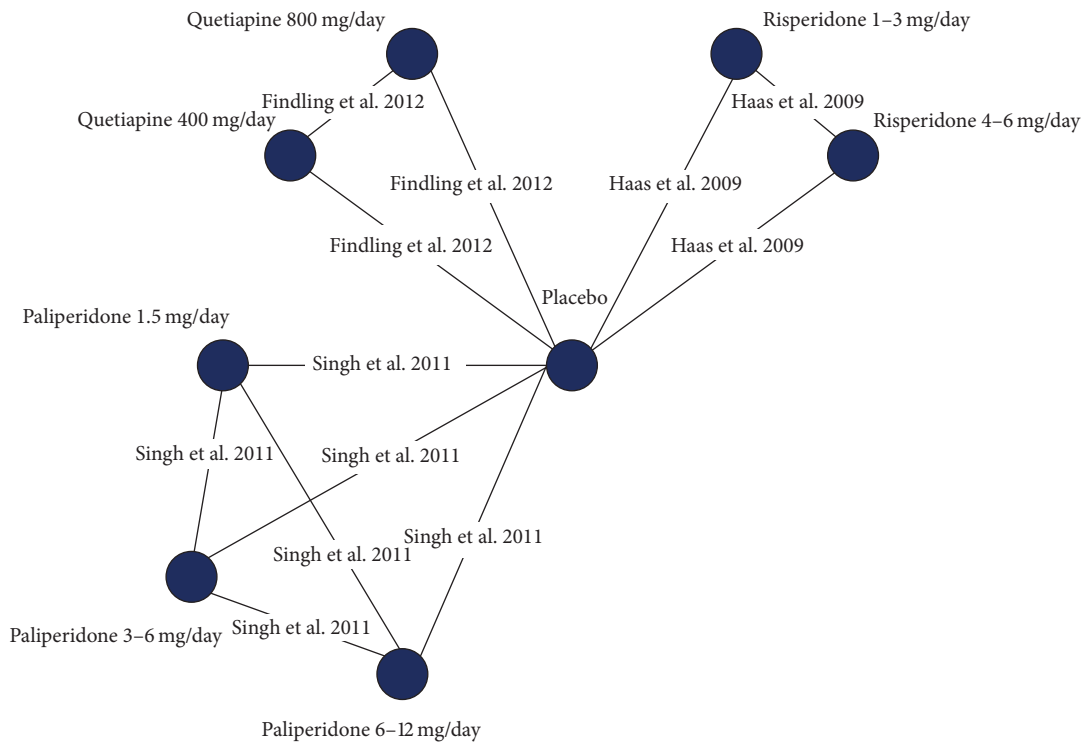 Quetiapine 800 mg/day
Risperidone 1–3 mg/day
Findling et al. 2012
Haas et al. 2009
Quetiapine 400 mg/day
Risperidone 4–6 mg/day
Findling et al. 2012
Haas et al. 2009
Findling et al. 2012
Haas et al. 2009
Placebo
Paliperidone 1.5 mg/day
Singh et al. 2011
Singh et al. 2011
Singh et al. 2011
Singh et al. 2011
Singh et al. 2011
Singh et al. 2011
Paliperidone 3–6 mg/day
Paliperidone 6–12 mg/day